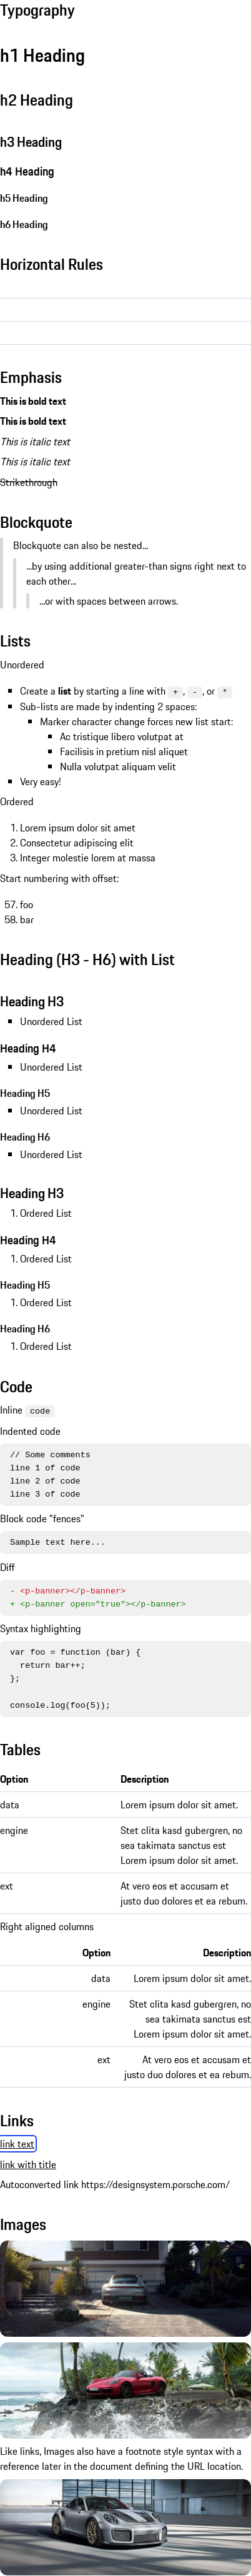 Typography
h1 Heading
h2 Heading
h3 Heading
h4 Heading
h5 Heading
h6 Heading
Horizontal Rules
Emphasis
This is bold text
This is bold text
This is italic text
This is italic text
Strikethrough
Blockquote
Blockquote can also be nested...
...by using additional greater-than signs right next to
each other...
...or with spaces between arrows.
Lists
Unordered
Create a list by starting a line with + , - , or *
Sub-lists are made by indenting 2 spaces:
Marker character change forces new list start:
Ac tristique libero volutpat at
Facilisis in pretium nisl aliquet
Nulla volutpat aliquam velit
Very easy!
Ordered
1. Lorem ipsum dolor sit amet
2. Consectetur adipiscing elit
3. Integer molestie lorem at massa
Start numbering with offset:
57. foo
58. bar
Heading (H3 - H6) with List
Heading H3
Unordered List
Heading H4
Unordered List
Heading H5
Unordered List
Heading H6
Unordered List
Heading H3
1. Ordered List
Heading H4
1. Ordered List
Heading H5
1. Ordered List
Heading H6
1. Ordered List
Code
Inline code
Indented code
// Some comments
line 1 of code
line 2 of code
line 3 of code
Block code "fences"
Sample text here...
Diff
- <p-banner></p-banner>
+ <p-banner open="true"></p-banner>
Syntax highlighting
var foo = function (bar) {
  return bar++;
};
console.log(foo(5));
Tables
Option Description
data Lorem ipsum dolor sit amet.
engine Stet clita kasd gubergren, no
sea takimata sanctus est
Lorem ipsum dolor sit amet.
ext At vero eos et accusam et
justo duo dolores et ea rebum.
Right aligned columns
Option Description
data Lorem ipsum dolor sit amet.
engine Stet clita kasd gubergren, no
sea takimata sanctus est
Lorem ipsum dolor sit amet.
ext At vero eos et accusam et
justo duo dolores et ea rebum.
Links
link text
link with title
Autoconverted link https://designsystem.porsche.com/
Images
Like links, Images also have a footnote style syntax with a
reference later in the document defining the URL location.